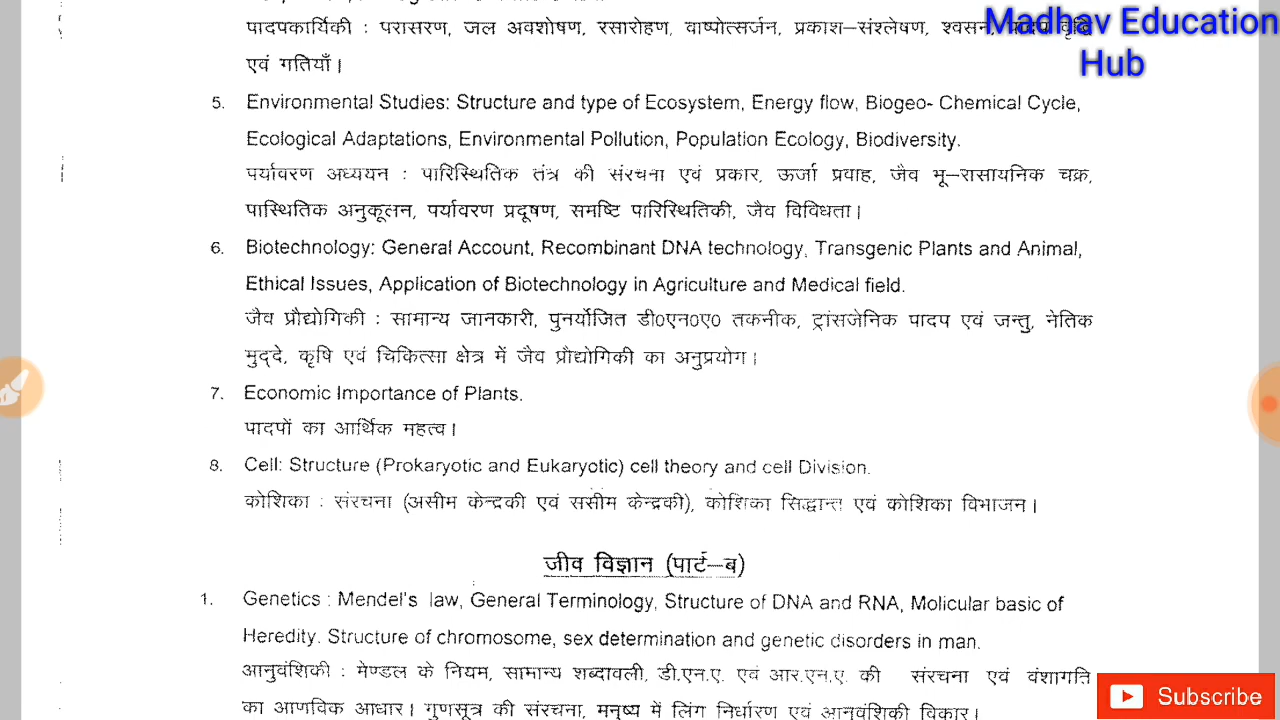 पादपकार्यिकी : परासरण, जल अवशोषण, रसारोहण, वाष्पोत्सर्जन, प्रकाश–संश्लेषण, श्वसन,
Madhav Education
Hub
एवं गतियाँ।
5. Environmental Studies: Structure and type of Ecosystem, Energy flow, Biogeo- Chemical Cycle,
Ecological Adaptations, Environmental Pollution, Population Ecology, Biodiversity.
पर्यावरण अध्ययन : पारिस्थितिक तंत्र की संरचना एवं प्रकार, ऊर्जा प्रवाह, जैव भू–रासायनिक चक्र,
पास्थितिक अनुकूलन, पर्यावरण प्रदूषण, समष्टि पारिस्थितिकी, जैव विविधता।
6. Biotechnology: General Account, Recombinant DNA technology, Transgenic Plants and Animal,
Ethical Issues, Application of Biotechnology in Agriculture and Medical field.
जैव प्रौद्योगिकी : सामान्य जानकारी, पुनर्योजित डी0एन0ए0 तकनीक, ट्रांसजेनिक पादप एवं जन्तु, नेतिक
मुद्दे, कृषि एवं चिकित्सा क्षेत्र में जैव प्रौद्योगिकी का अनुप्रयोग।
7. Economic Importance of Plants.
पादपों का आर्थिक महत्व।
8. Cell: Structure (Prokaryotic and Eukaryotic) cell theory and cell Division.
कोशिका : संरचना (असीम केन्द्रकी एवं ससीम केन्द्रकी), कोशिका सिद्धान्त एवं कोशिका विभाजन।
जीव विज्ञान (पार्ट–ब)
1. Genetics : Mendel's law, General Terminology, Structure of DNA and RNA, Molicular basic of
Heredity. Structure of chromosome, sex determination and genetic disorders in man.
आनुवंशिकी : मेण्डल के नियम, सामान्य शब्दावली, डी.एन.ए. एवं आर.एन.ए. की संरचना एवं वंशागति
का आणविक आधार। गुणसूत्र की संरचना, मनुष्य में लिंग निर्धारण एवं आनुवंशिकी विकार।
Subscribe